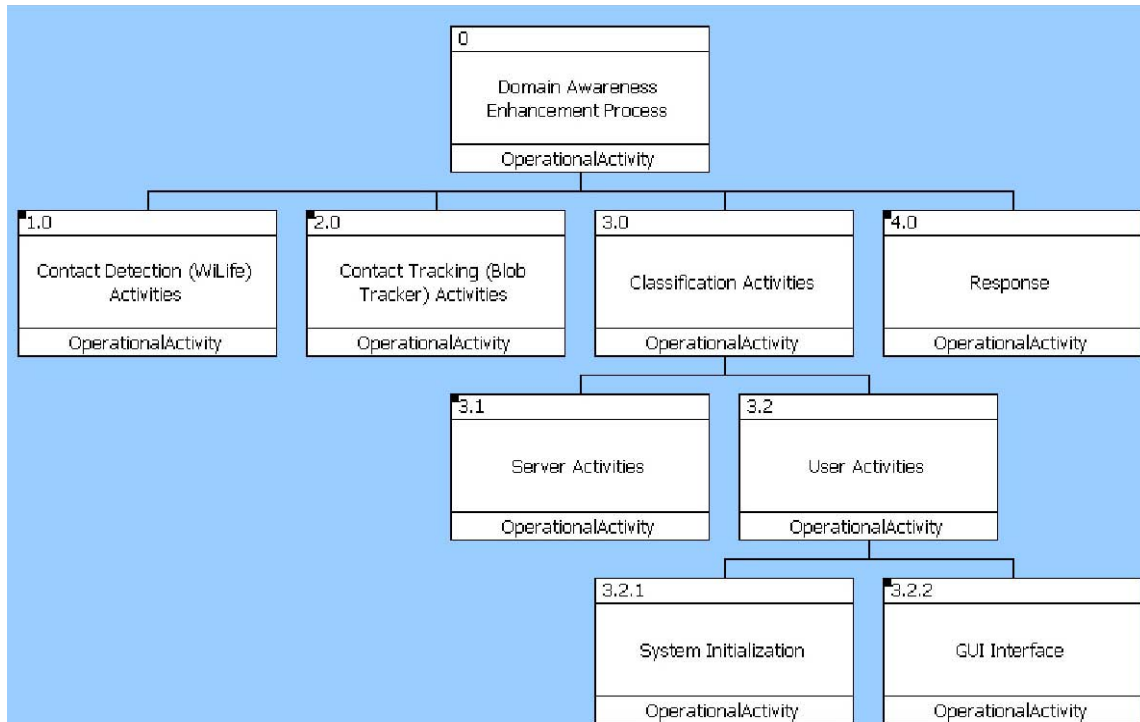 0
Domain Awareness
Enhancement Process
OperationalActivity
1.0
Contact Detection (WiLife)
Activities
OperationalActivity
2.0
Contact Tracking (Blob
Tracker) Activities
OperationalActivity
3.0
Classification Activities
OperationalActivity
4.0
Response
OperationalActivity
3.1
Server Activities
OperationalActivity
3.2
User Activities
OperationalActivity
3.2.1
System Initialization
OperationalActivity
3.2.2
GUI Interface
OperationalActivity